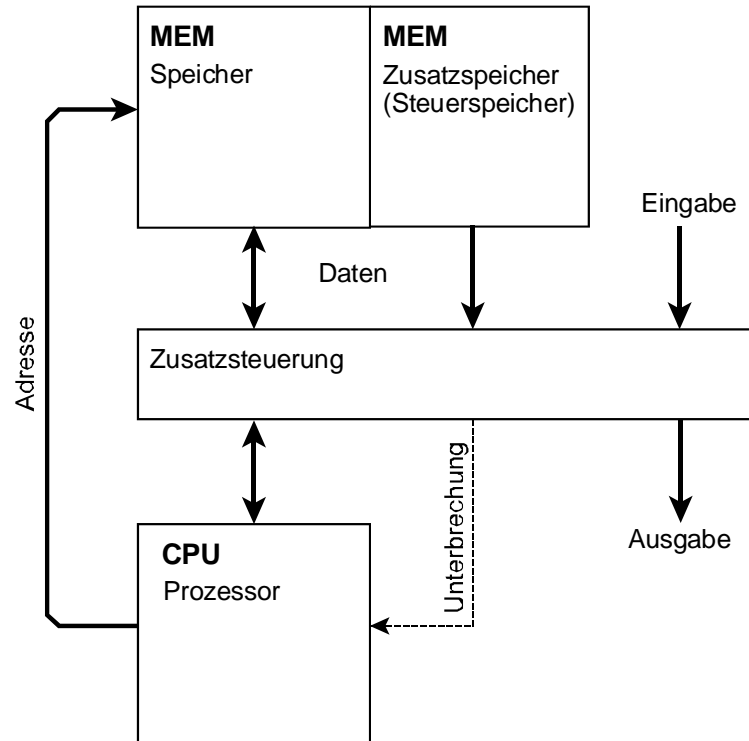 MEM
Speicher
MEM
Zusatzspeicher
(Steuerspeicher)
Eingabe
Daten
Adresse
Zusatzsteuerung
Unterbrechung
Ausgabe
CPU
Prozessor